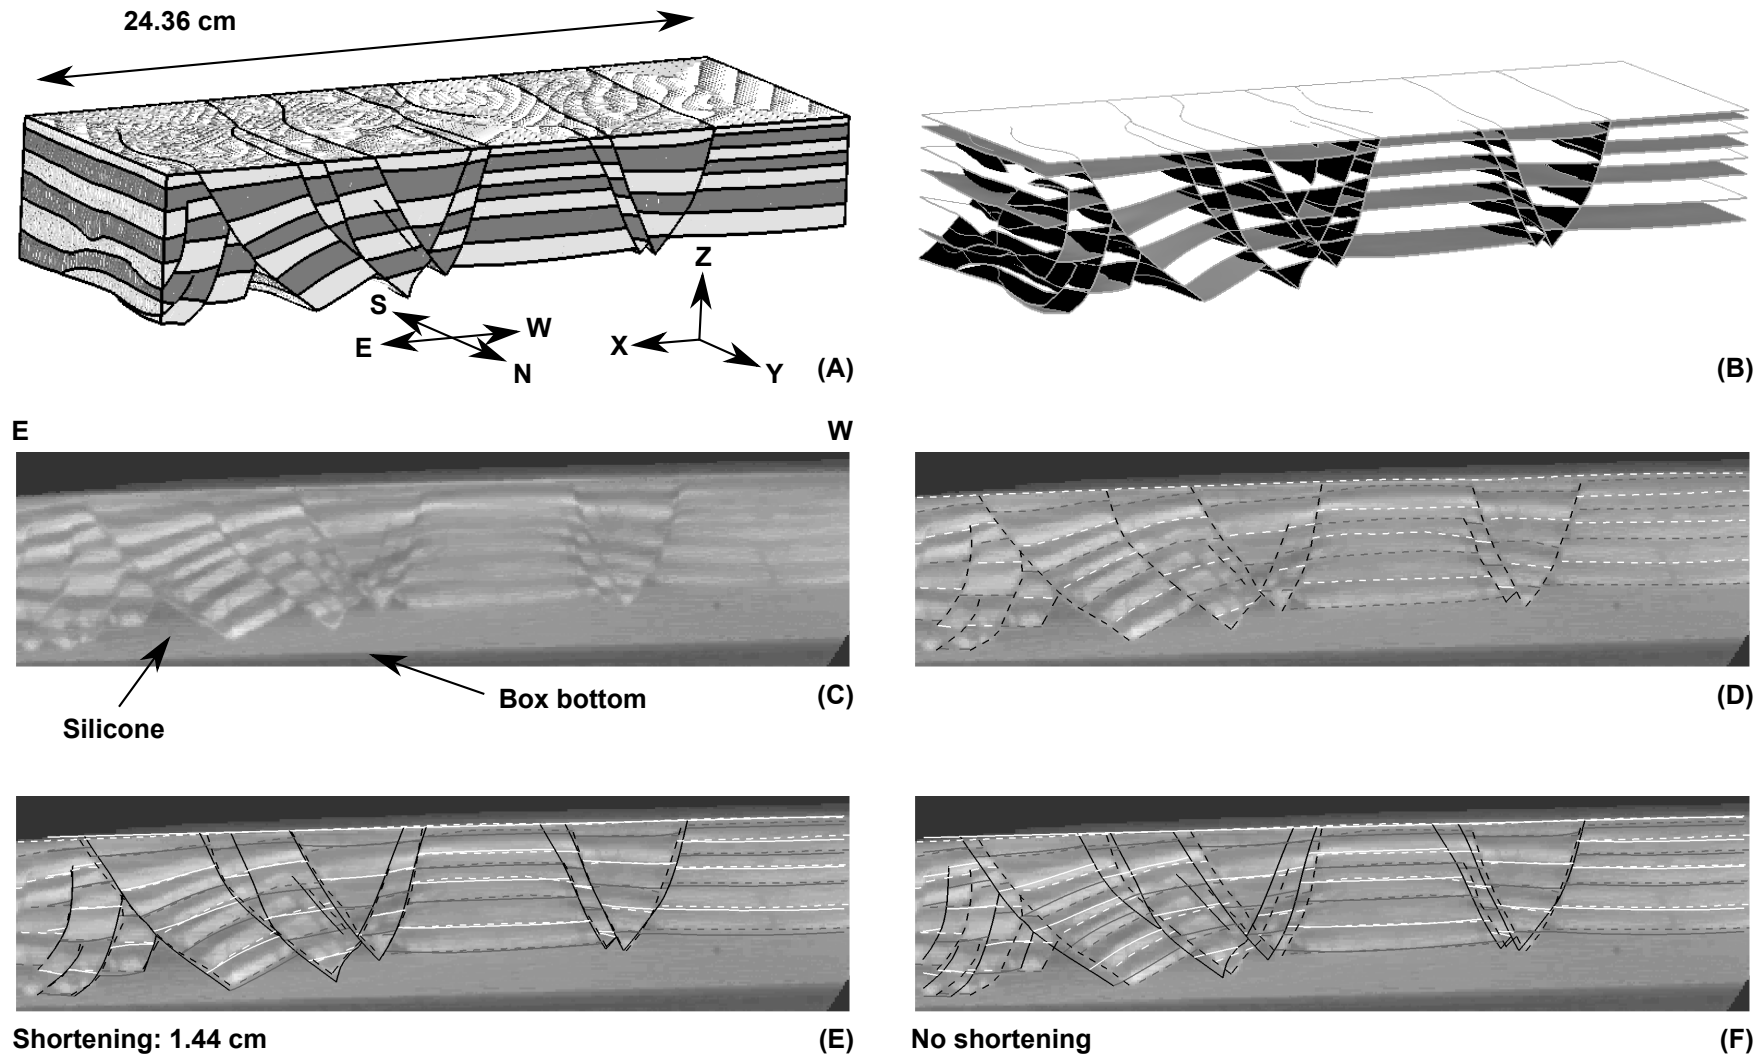 24.36 cm
S
E
W
N
Z
X
Y
(A)
(B)
E
W
Silicone
Box bottom
(C)
(D)
Shortening: 1.44 cm
(E)
No shortening
(F)